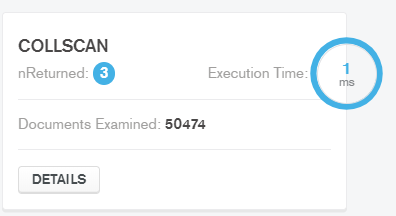 COLLSCAN
nReturned: 3 Execution Time: 1 ms
Documents Examined: 50474
DETAILS